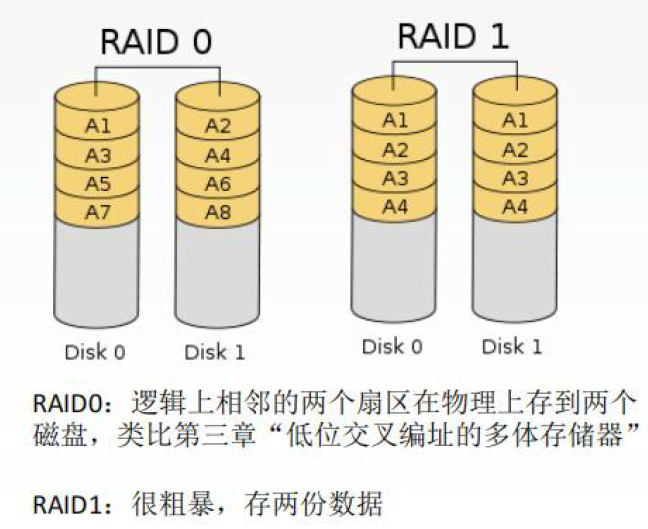 RAID 0
RAID 1
A1
A3
A5
A7
A2
A4
A6
A8
A1
A2
A3
A4
A1
A2
A3
A4
Disk 0
Disk 1
Disk 0
Disk 1
RAID0：逻辑上相邻的两个扇区在物理上存到两个
磁盘，类比第三章“低位交叉编址的多体存储器”
RAID1：很粗暴，存两份数据